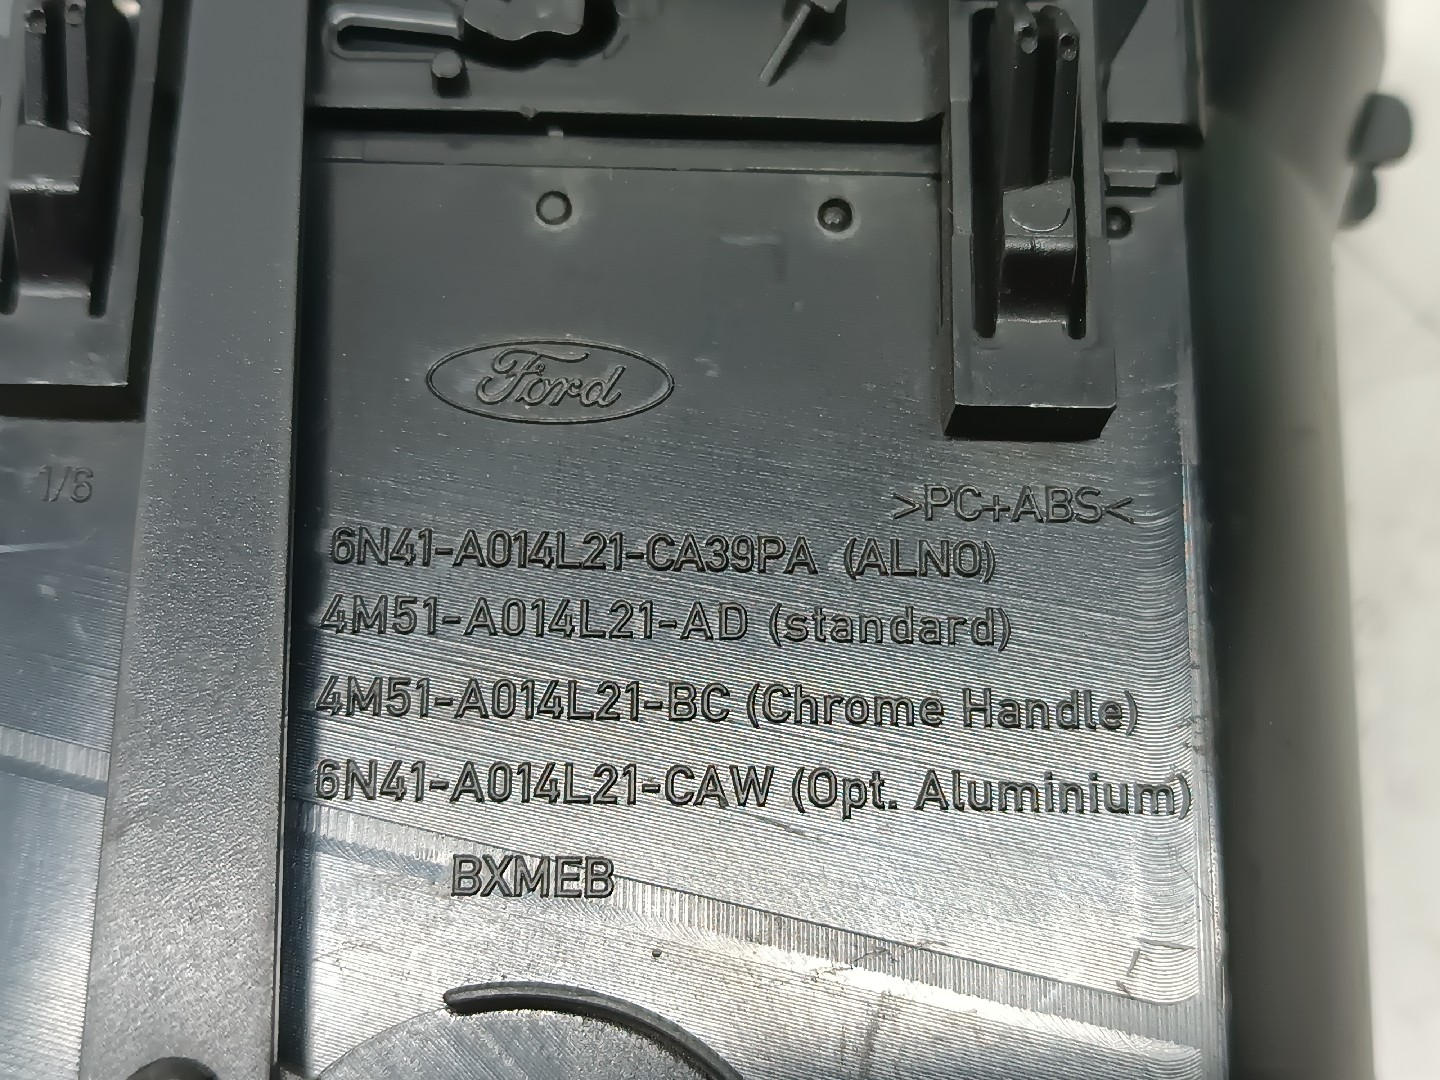 Ford
1/6
>PC+ABS<
6N41-A014L21-CA39PA (ALNO)
4M51-A014L21-AD (standard)
4M51-A014L21-BC (Chrome Handle)
6N41-A014L21-CAW (Opt. Aluminium)
BXMEB